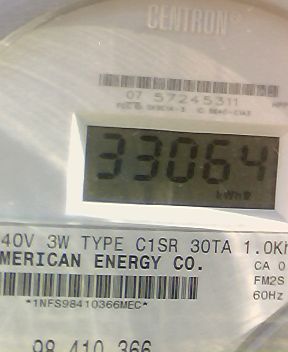 CENTRON®
07 57245311
33064
kWh
40V 3W TYPE C1SR 30TA 1.0Kh
MERICAN ENERGY CO.
CA 0
FM2S
60Hz
*1NFS98410366MEC*
98 410 366